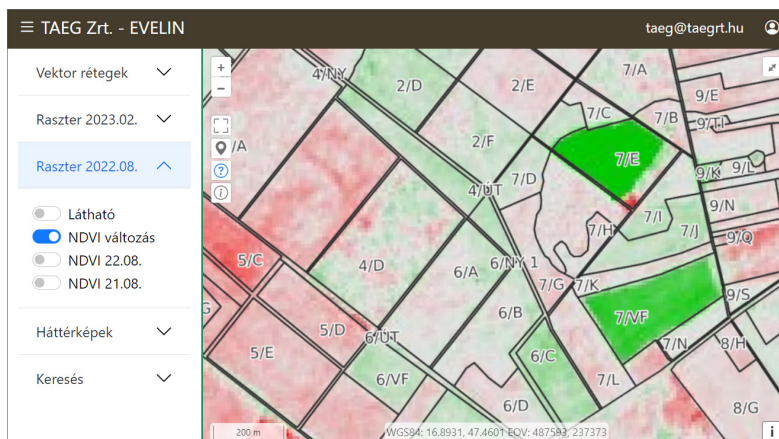 TAEG Zrt. - EVELIN
taeg@taegrt.hu
Vektor rétegek
Raszter 2023.02.
Raszter 2022.08.
Látható
NDVI változás
NDVI 22.08.
NDVI 21.08.
Háttérképek
Keresés
+
−
?
i
4/NY
2/D
2/E
7/A
9/E
7/C
7/B
9/TI
/A
2/F
7/E
7/D
9/K
9/L
4/ÚT
9/N
7/I
7/H
7/J
9/Q
5/C
4/D
6/A
6/NY 1
7/G
7/K
9/S
G
6/B
7/VF
5/D
6/ÚT
7/N
8/H
5/E
6/C
6/VF
7/L
6/D
8/G
200 m
WGS84: 16.8931, 47.4601 EOV: 487593, 237373
i